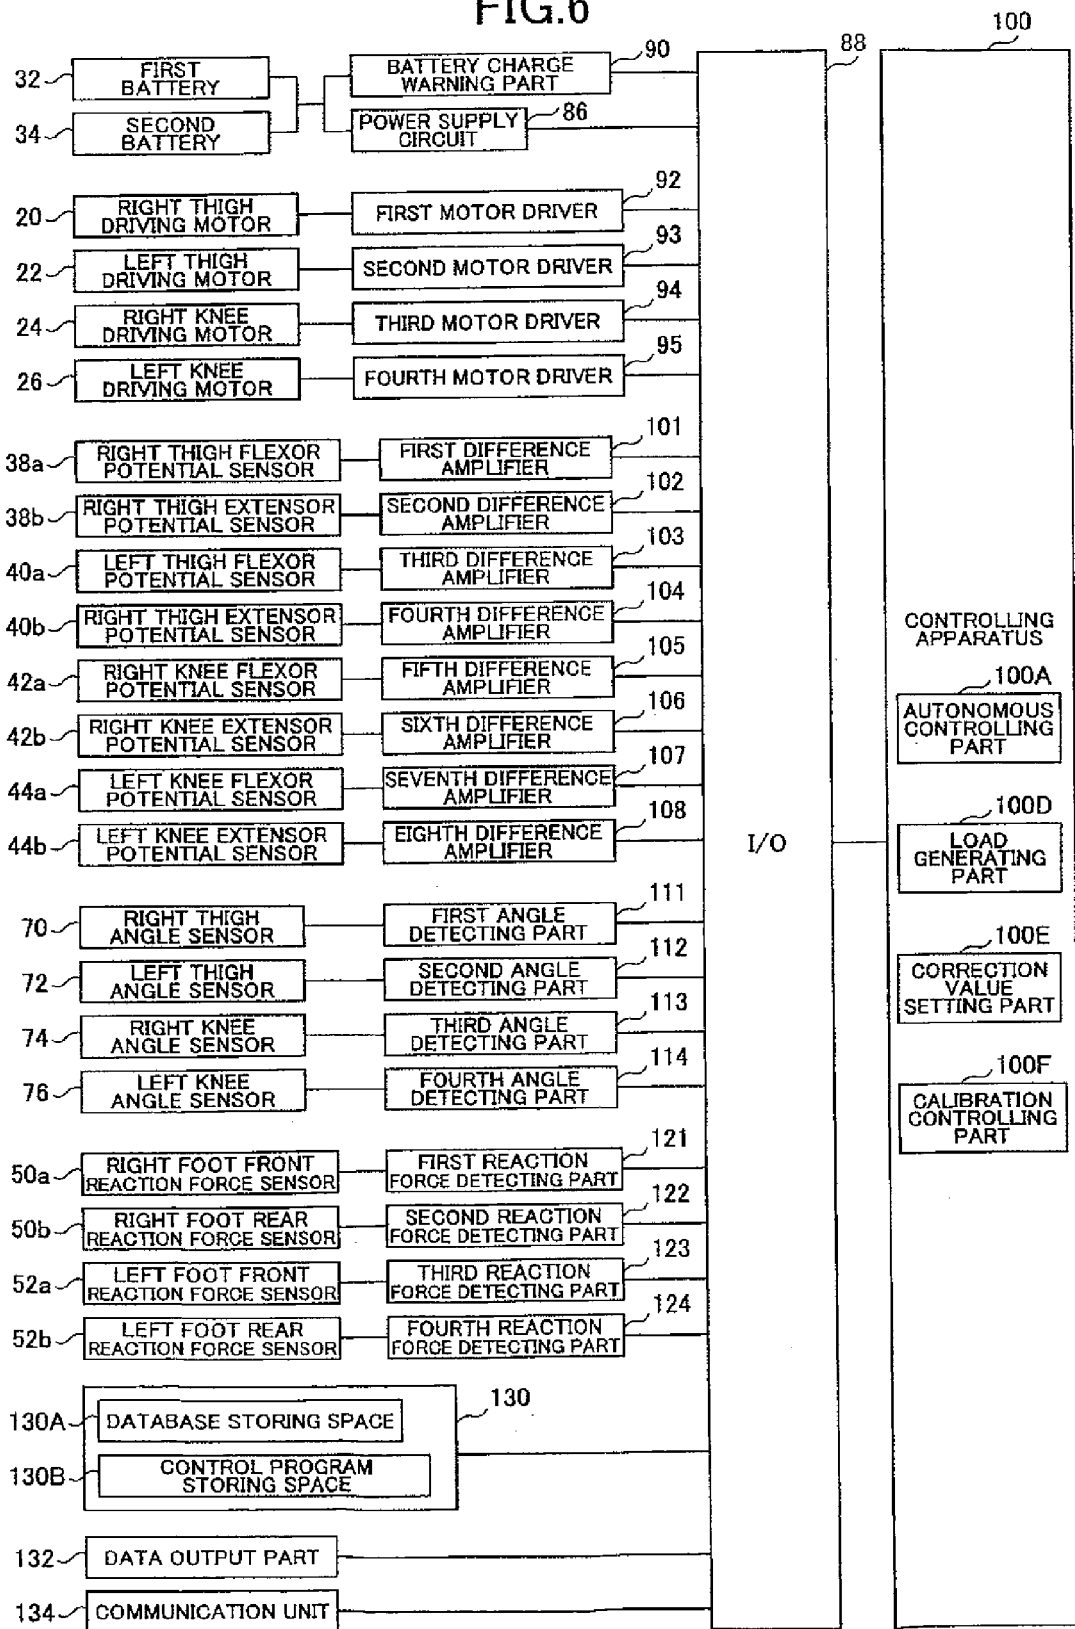 FIG.6
100
88
32
FIRST
BATTERY
BATTERY CHARGE
WARNING PART
90
34
SECOND
BATTERY
POWER SUPPLY
CIRCUIT
86
20
RIGHT THIGH
DRIVING MOTOR
FIRST MOTOR DRIVER
92
22
LEFT THIGH
DRIVING MOTOR
SECOND MOTOR DRIVER
93
24
RIGHT KNEE
DRIVING MOTOR
THIRD MOTOR DRIVER
94
26
LEFT KNEE
DRIVING MOTOR
FOURTH MOTOR DRIVER
95
38a
RIGHT THIGH FLEXOR
POTENTIAL SENSOR
FIRST DIFFERENCE
AMPLIFIER
101
38b
RIGHT THIGH EXTENSOR
POTENTIAL SENSOR
SECOND DIFFERENCE
AMPLIFIER
102
40a
LEFT THIGH FLEXOR
POTENTIAL SENSOR
THIRD DIFFERENCE
AMPLIFIER
103
40b
RIGHT THIGH EXTENSOR
POTENTIAL SENSOR
FOURTH DIFFERENCE
AMPLIFIER
104
42a
RIGHT KNEE FLEXOR
POTENTIAL SENSOR
FIFTH DIFFERENCE
AMPLIFIER
105
42b
RIGHT KNEE EXTENSOR
POTENTIAL SENSOR
SIXTH DIFFERENCE
AMPLIFIER
106
44a
LEFT KNEE FLEXOR
POTENTIAL SENSOR
SEVENTH DIFFERENCE
AMPLIFIER
107
44b
LEFT KNEE EXTENSOR
POTENTIAL SENSOR
EIGHTH DIFFERENCE
AMPLIFIER
108
70
RIGHT THIGH
ANGLE SENSOR
FIRST ANGLE
DETECTING PART
111
72
LEFT THIGH
ANGLE SENSOR
SECOND ANGLE
DETECTING PART
112
74
RIGHT KNEE
ANGLE SENSOR
THIRD ANGLE
DETECTING PART
113
76
LEFT KNEE
ANGLE SENSOR
FOURTH ANGLE
DETECTING PART
114
50a
RIGHT FOOT FRONT
REACTION FORCE SENSOR
FIRST REACTION
FORCE DETECTING PART
121
50b
RIGHT FOOT REAR
REACTION FORCE SENSOR
SECOND REACTION
FORCE DETECTING PART
122
52a
LEFT FOOT FRONT
REACTION FORCE SENSOR
THIRD REACTION
FORCE DETECTING PART
123
52b
LEFT FOOT REAR
REACTION FORCE SENSOR
FOURTH REACTION
FORCE DETECTING PART
124
130
130A
DATABASE STORING SPACE
130B
CONTROL PROGRAM
STORING SPACE
132
DATA OUTPUT PART
134
COMMUNICATION UNIT
I/O
CONTROLLING
APPARATUS
100A
AUTONOMOUS
CONTROLLING
PART
100D
LOAD
GENERATING
PART
100E
CORRECTION
VALUE
SETTING PART
100F
CALIBRATION
CONTROLLING
PART